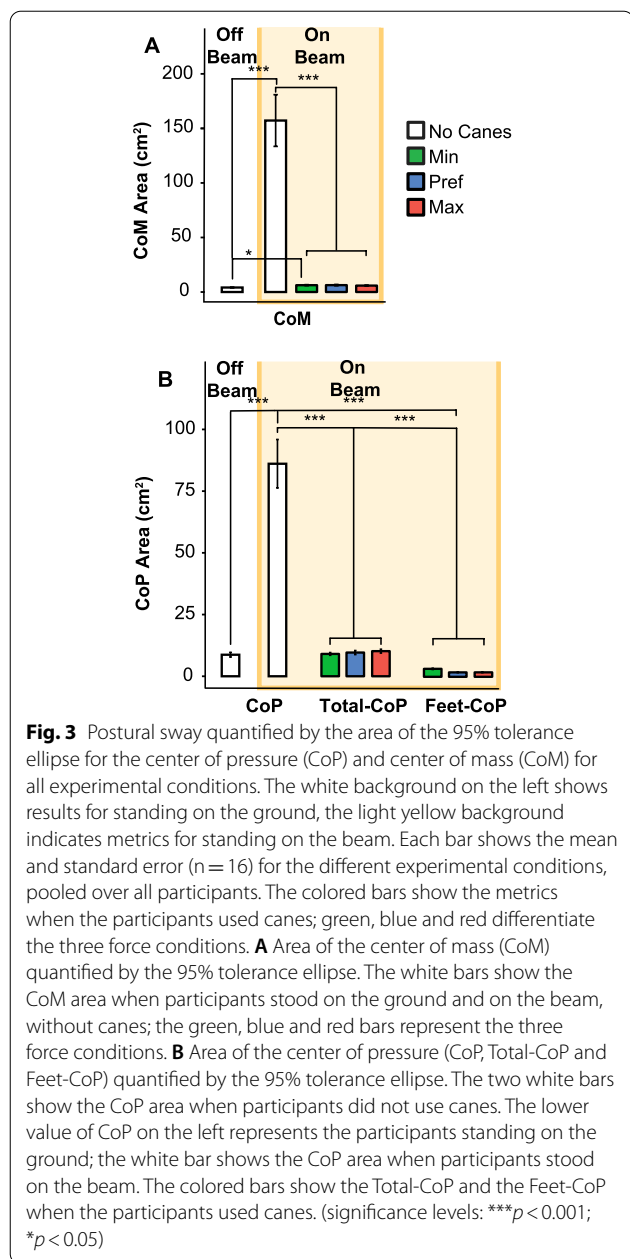 A
Off
Beam
On
Beam
***
***
*
CoM Area (cm²)
200
150
100
50
0
CoM
No Canes
Min
Pref
Max
B
Off
Beam
On
Beam
***
***
***
***
CoP Area (cm²)
100
75
50
25
0
CoP Total-CoP Feet-CoP
Fig. 3 Postural sway quantified by the area of the 95% tolerance
ellipse for the center of pressure (CoP) and center of mass (CoM) for
all experimental conditions. The white background on the left shows
results for standing on the ground, the light yellow background
indicates metrics for standing on the beam. Each bar shows the mean
and standard error (n = 16) for the different experimental conditions,
pooled over all participants. The colored bars show the metrics
when the participants used canes; green, blue and red differentiate
the three force conditions. A Area of the center of mass (CoM)
quantified by the 95% tolerance ellipse. The white bars show the
CoM area when participants stood on the ground and on the beam,
without canes; the green, blue and red bars represent the three
force conditions. B Area of the center of pressure (CoP, Total-CoP and
Feet-CoP) quantified by the 95% tolerance ellipse. The two white bars
show the CoP area when participants did not use canes. The lower
value of CoP on the left represents the participants standing on the
ground; the white bar shows the CoP area when participants stood
on the beam. The colored bars show the Total-CoP and the Feet-CoP
when the participants used canes. (significance levels: ***p < 0.001;
*p < 0.05)